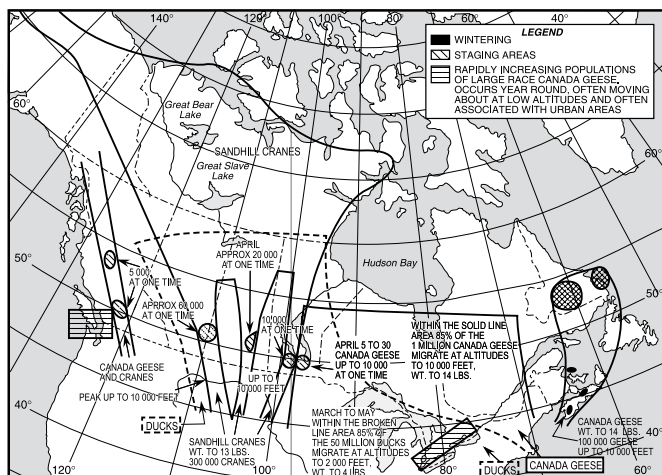 LEGEND
WINTERING
STAGING AREAS
RAPIDLY INCREASING POPULATIONS
OF LARGE RACE CANADA GEESE,
OCCURS YEAR ROUND, OFTEN MOVING
ABOUT AT LOW ALTITUDES AND OFTEN
ASSOCIATED WITH URBAN AREAS
140°
120°
110°
100°
90°
80°
60°
40°
60°
60°
50°
50°
40°
40°
120°
100°
80°
60°
Great Bear
Lake
SANDHILL CRANES
Great Slave
Lake
Hudson Bay
APRIL
APPROX 20 000
AT ONE TIME
5 000
AT ONE TIME
APRROX 60 000
AT ONE TIME
10,000
AT ONE TIME
APRIL 5 TO 30
CANADA GEESE
UP TO 10 000
AT ONE TIME
WITHIN THE SOLID LINE
AREA 85% OF THE
1 MILLION CANADA GEESE
MIGRATE AT ALTITUDES
TO 10 000 FEET,
WT. TO 14 LBS.
CANADA GEESE
AND CRANES
PEAK UP TO 10 000 FEET
UP TO
10 000 FEET
DUCKS
SANDHILL CRANES
WT. TO 13 LBS.
300 000 CRANES
MARCH TO MAY
WITHIN THE BROKEN
LINE AREA 85% OF
THE 50 MILLION DUCKS
MIGRATE AT ALTITUDES
TO 2 000 FEET,
WT. TO 4 LBS.
CANADA GEESE
WT. TO 14 LBS.
100 000 GEESE
UP TO 10 000 FEET
DUCKS
CANADA GEESE